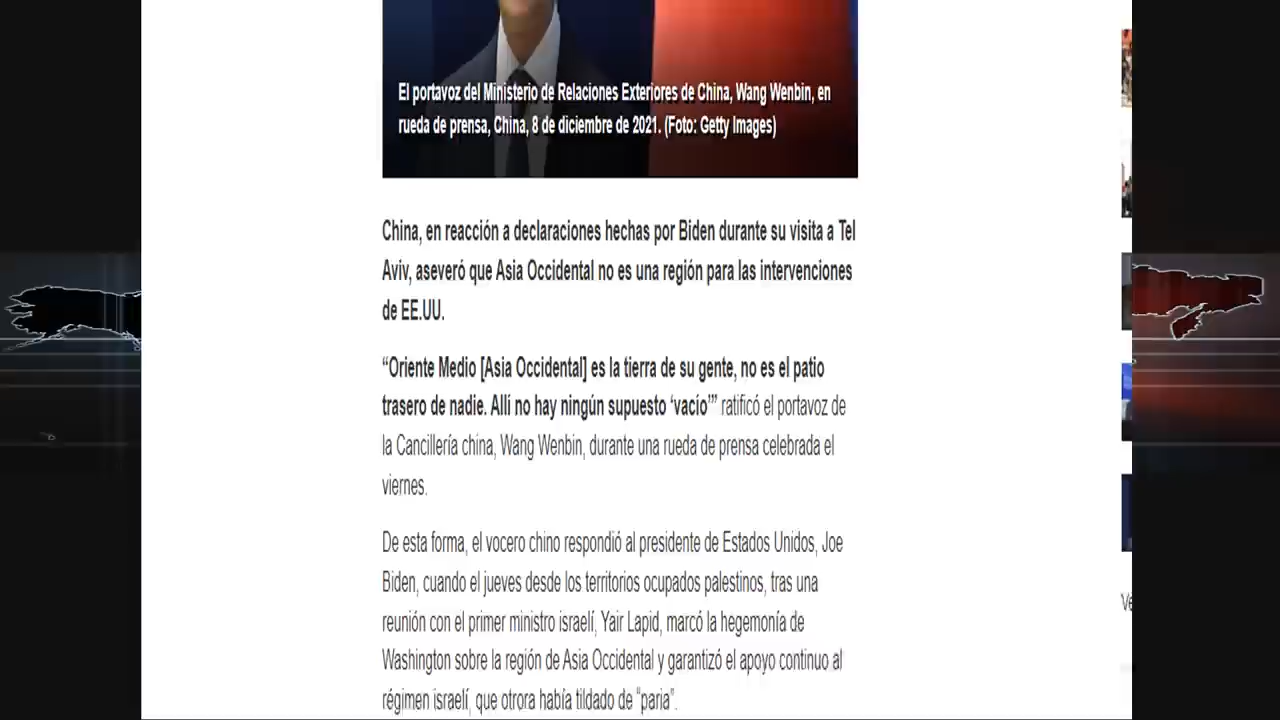 El portavoz del Ministerio de Relaciones Exteriores de China, Wang Wenbin, en
rueda de prensa, China, 8 de diciembre de 2021. (Foto: Getty Images)
China, en reacción a declaraciones hechas por Biden durante su visita a Tel
Aviv, aseveró que Asia Occidental no es una región para las intervenciones
de EE.UU.
“Oriente Medio [Asia Occidental] es la tierra de su gente, no es el patio
trasero de nadie. Allí no hay ningún supuesto ‘vacío’” ratificó el portavoz de
la Cancillería china, Wang Wenbin, durante una rueda de prensa celebrada el
viernes.
De esta forma, el vocero chino respondió al presidente de Estados Unidos, Joe
Biden, cuando el jueves desde los territorios ocupados palestinos, tras una
reunión con el primer ministro israelí, Yair Lapid, marcó la hegemonía de
Washington sobre la región de Asia Occidental y garantizó el apoyo continuo al
régimen israelí, que otrora había tildado de “paria”.